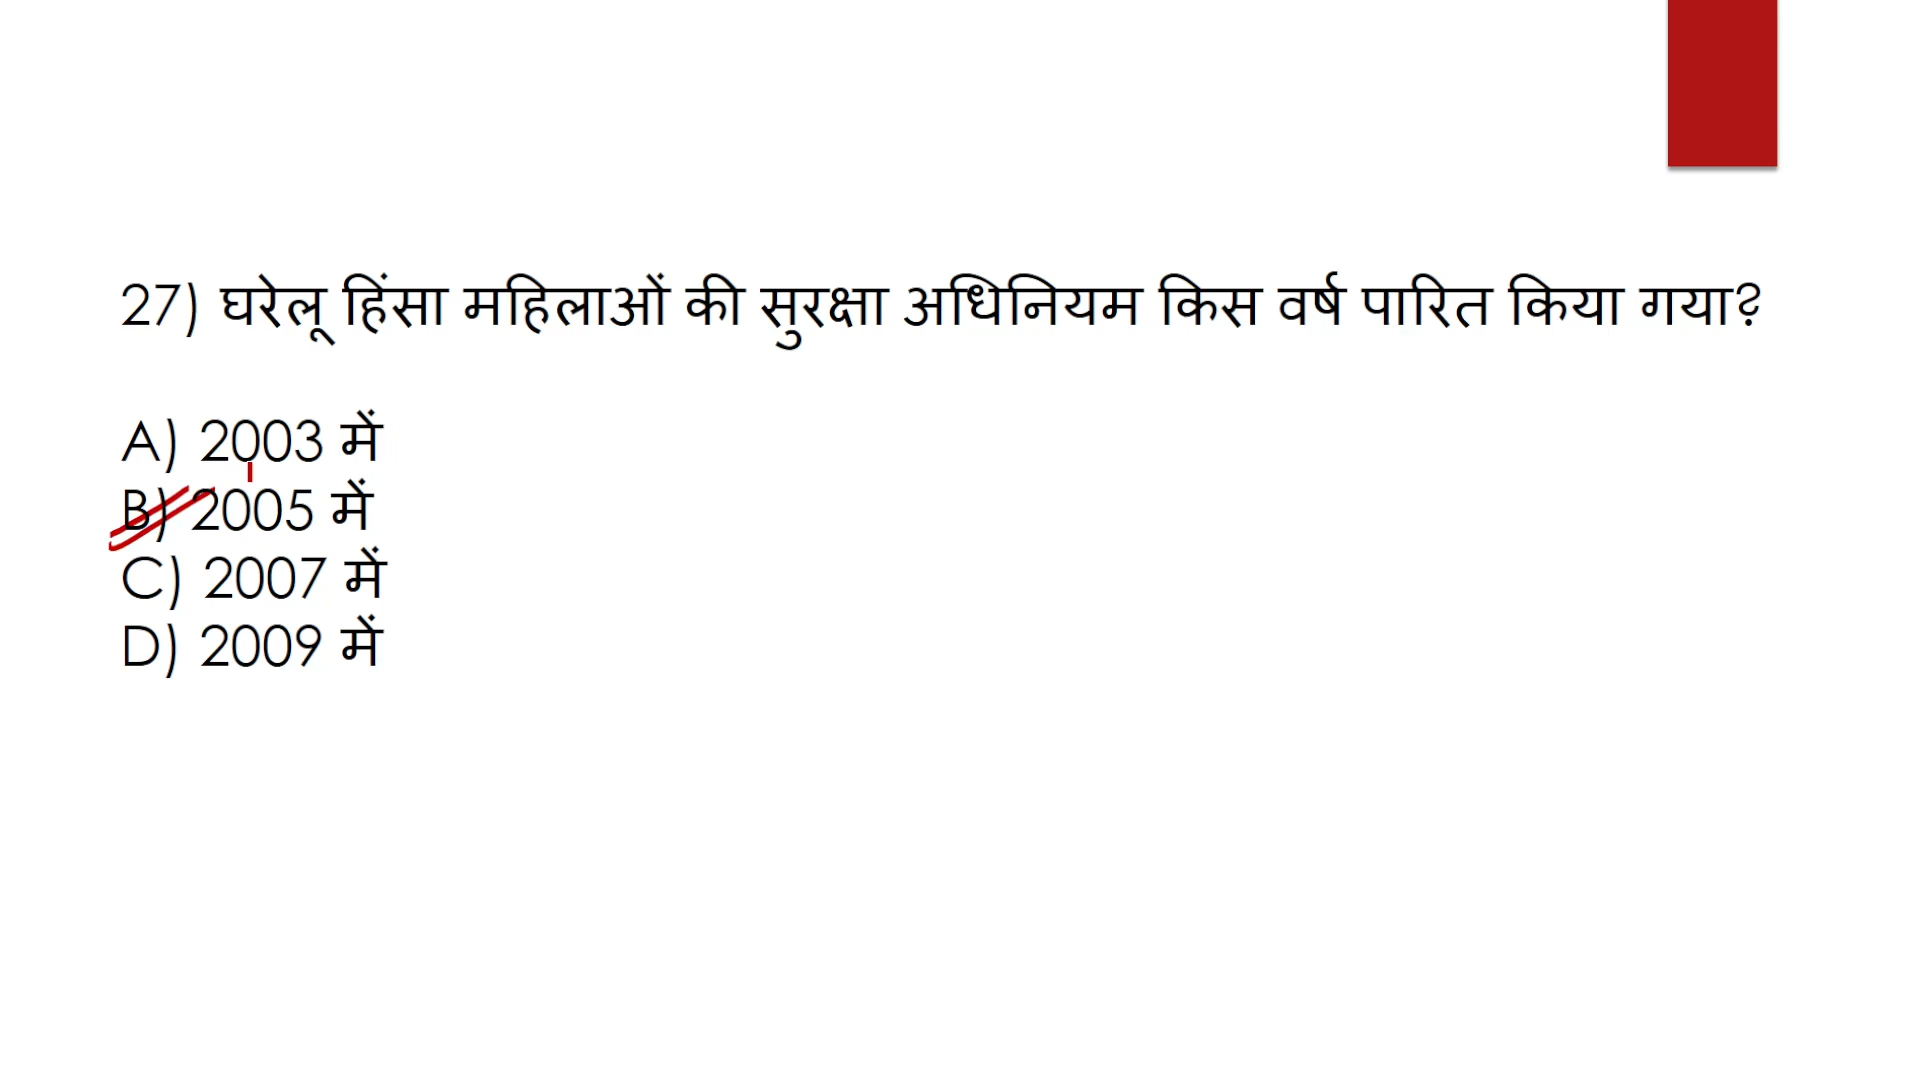 27) घरेलू हिंसा महिलाओं की सुरक्षा अधिनियम किस वर्ष पारित किया गया?
A) 2003 में
B) 2005 में
C) 2007 में
D) 2009 में